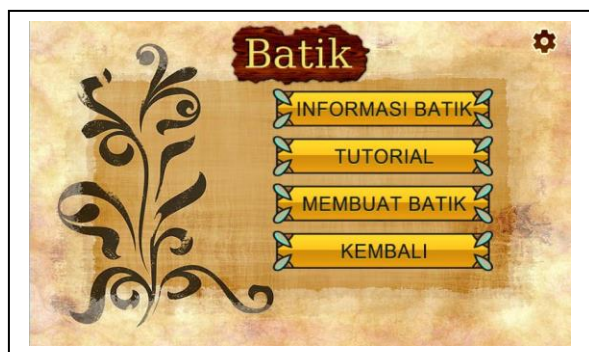 Batik
INFORMASI BATIK
TUTORIAL
MEMBUAT BATIK
KEMBALI